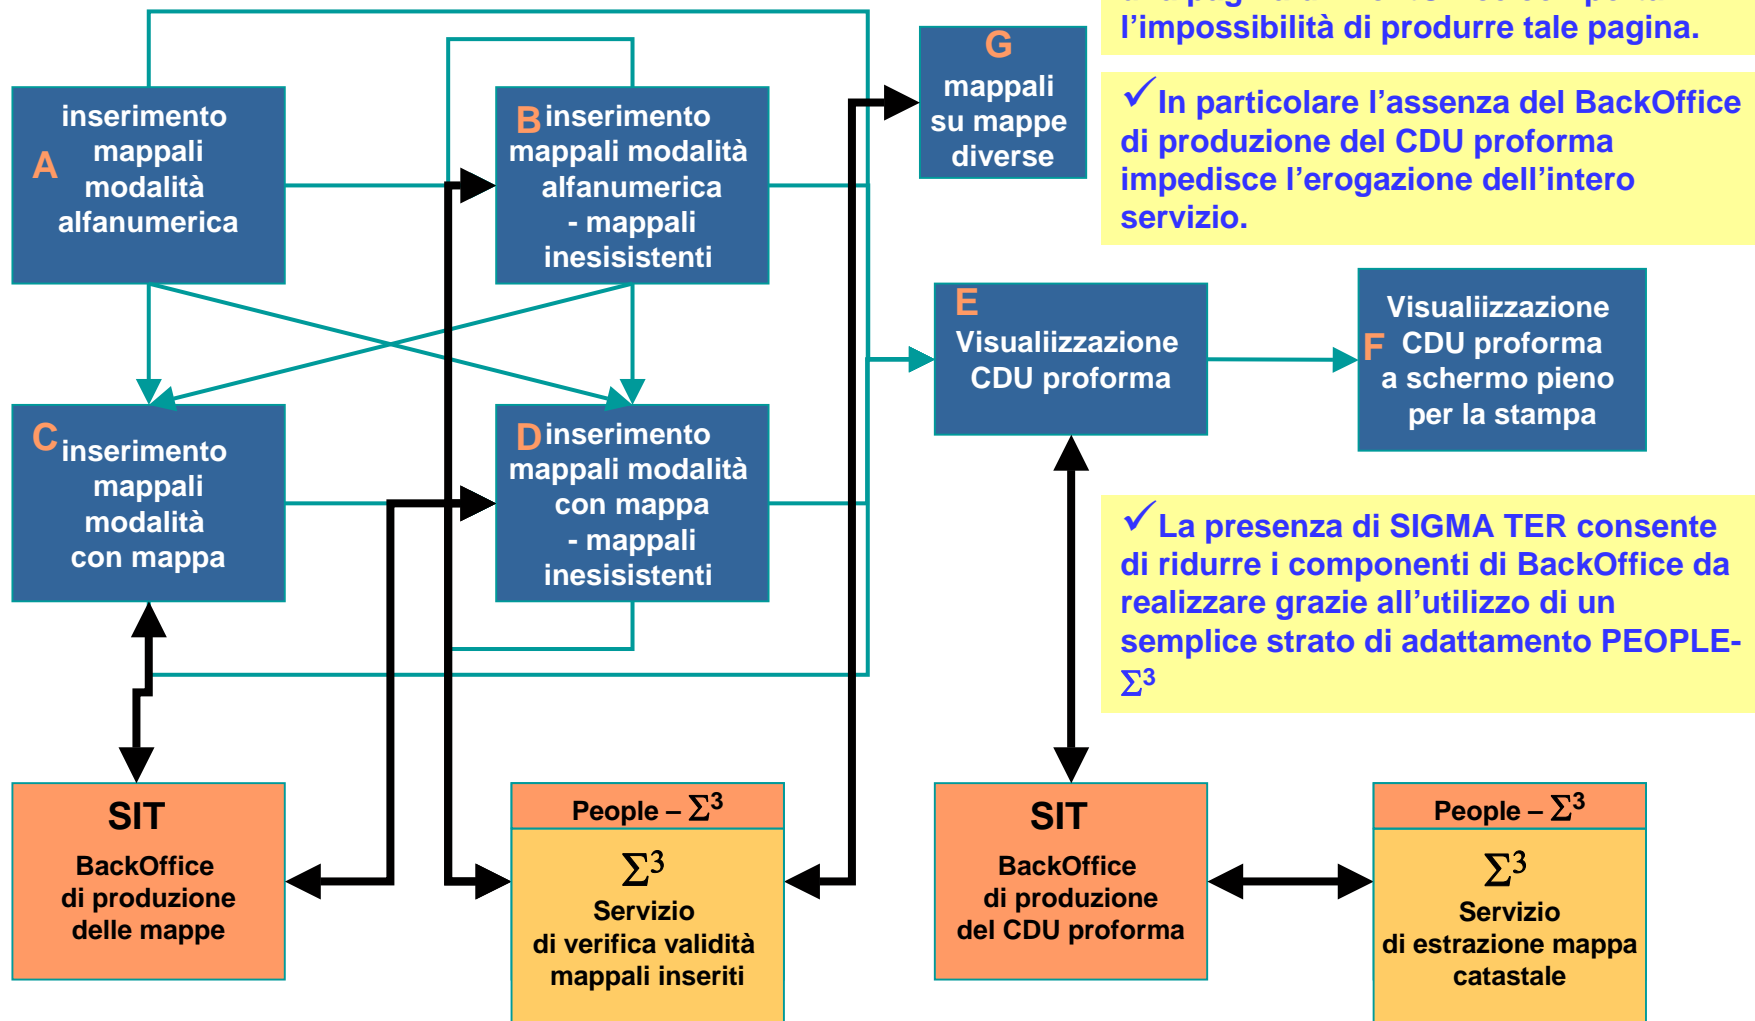 l’impossibilità di produrre tale pagina.
✓In particolare l’assenza del BackOffice
di produzione del CDU proforma
impedisce l’erogazione dell’intero
servizio.
G
mappali
su mappe
diverse
A
inserimento
mappali
modalità
alfanumerica
B inserimento
mappali modalità
alfanumerica
- mappali
inesisistenti
E
Visualiizzazione
CDU proforma
F
Visualiizzazione
CDU proforma
a schermo pieno
per la stampa
C
inserimento
mappali
modalità
con mappa
D inserimento
mappali modalità
con mappa
- mappali
inesisistenti
✓La presenza di SIGMA TER consente
di ridurre i componenti di BackOffice da
realizzare grazie all’utilizzo di un
semplice strato di adattamento PEOPLE-
Σ³
SIT
BackOffice
di produzione
delle mappe
People – Σ³
Σ³
Servizio
di verifica validità
mappali inseriti
SIT
BackOffice
di produzione
del CDU proforma
People – Σ³
Σ³
Servizio
di estrazione mappa
catastale